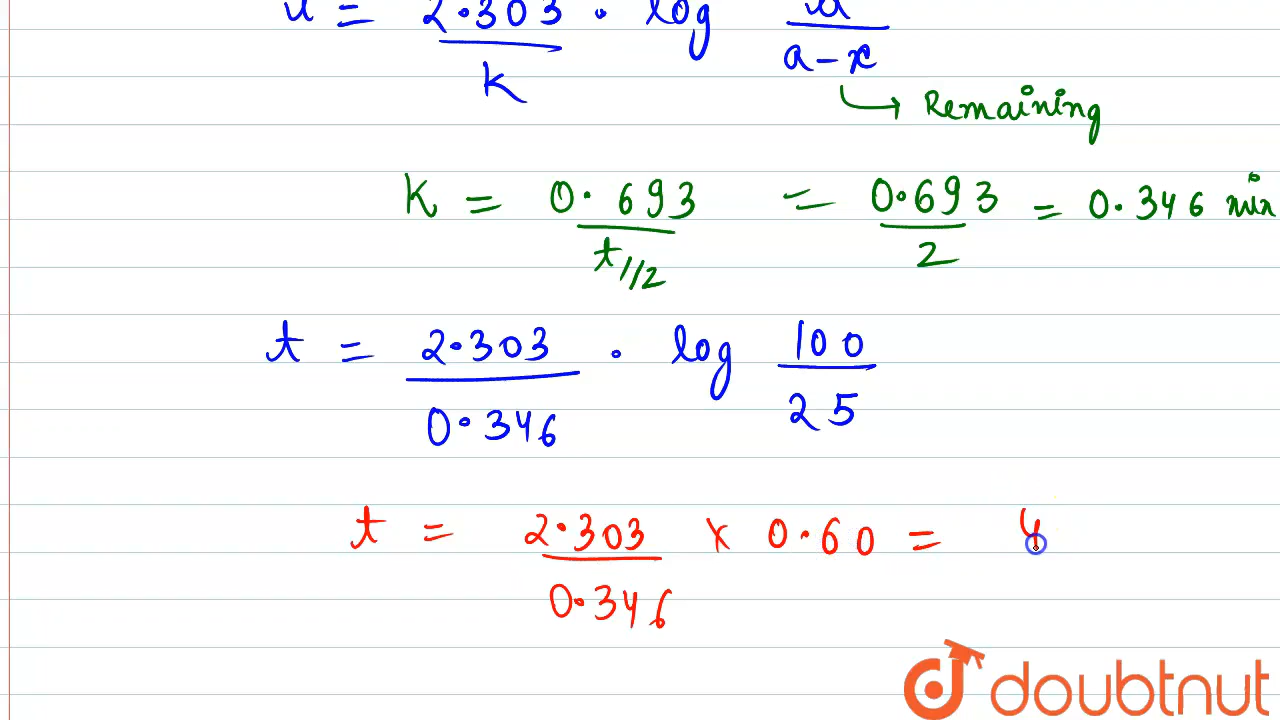 = 2.303 . log a
k a-x
→ Remaining
k = 0.693 = 0.693 = 0.346 min
t1/2 2
t = 2.303 . log 100
0.346 25
t = 2.303 x 0.60 = 4
0.346
doubtnut